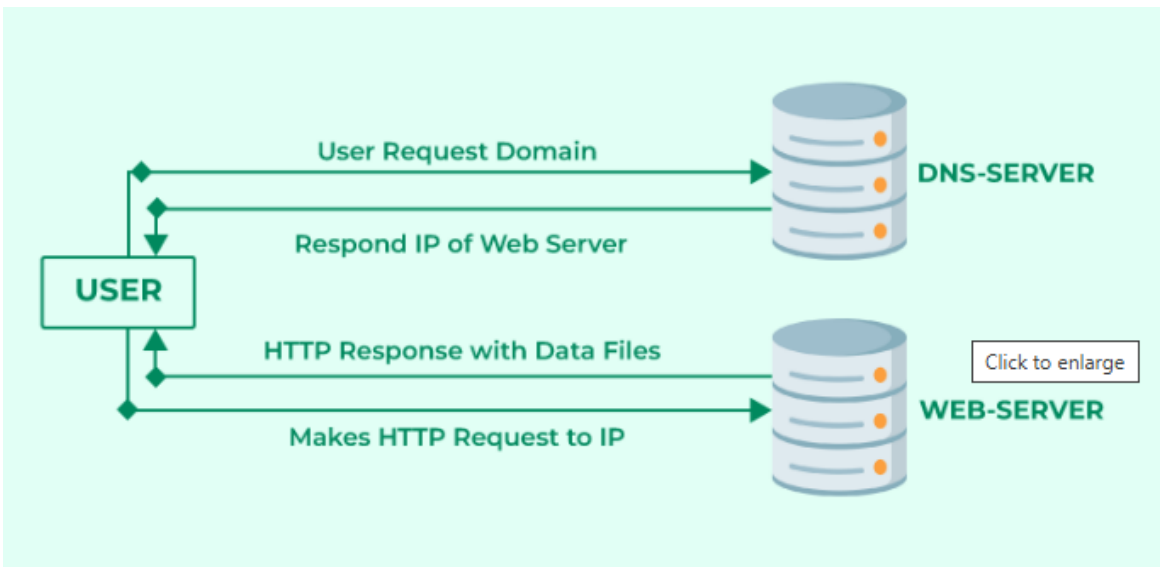 User Request Domain
DNS-SERVER
Respond IP of Web Server
USER
HTTP Response with Data Files
Click to enlarge
WEB-SERVER
Makes HTTP Request to IP